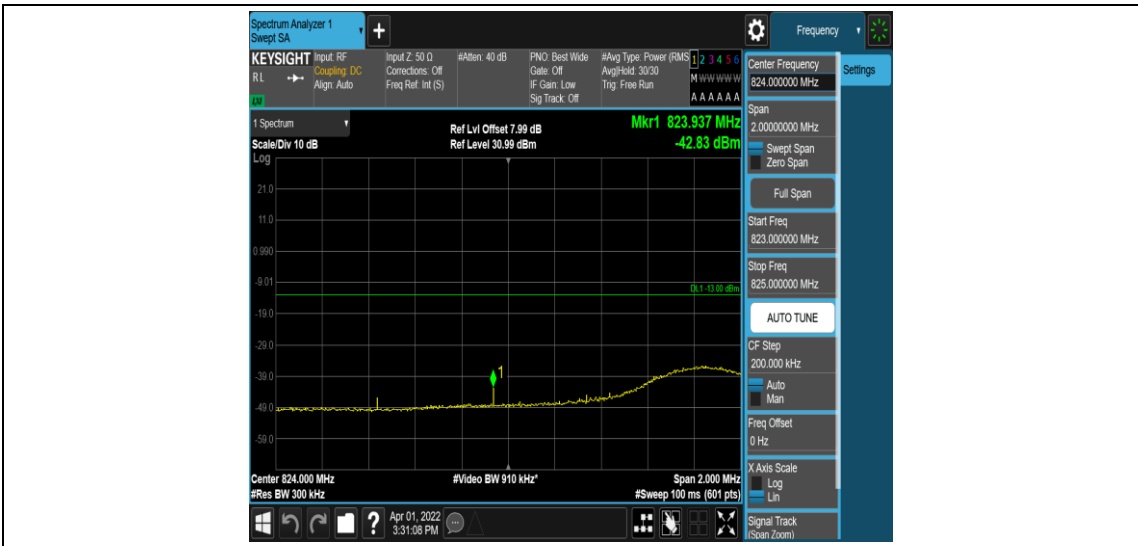 Spectrum Analyzer 1
Swept SA
+
Frequency
KEYSIGHT
RL
Input: RF
Coupling: DC
Align: Auto
Input Z: 50 Ω
Corrections: Off
Freq Ref: Int (S)
#Atten: 40 dB
PNO: Best Wide
Gate: Off
IF Gain: Low
Sig Track: Off
#Avg Type: Power (RMS
Avg|Hold: 30/30
Trig: Free Run
1 2 3 4 5 6
M W W W W W
A A A A A A
1 Spectrum
Scale/Div 10 dB
Ref Lvl Offset 7.99 dB
Ref Level 30.99 dBm
Mkr1 823.937 MHz
-42.83 dBm
Log
21.0
11.0
0.990
-9.01
DL1 -13.00 dBm
-19.0
-29.0
-39.0
1
-49.0
-59.0
Center 824.000 MHz
#Video BW 910 kHz*
Span 2.000 MHz
#Res BW 300 kHz
#Sweep 100 ms (601 pts)
Center Frequency
824.000000 MHz
Settings
Span
2.00000000 MHz
Swept Span
Zero Span
Full Span
Start Freq
823.000000 MHz
Stop Freq
825.000000 MHz
AUTO TUNE
CF Step
200.000 kHz
Auto
Man
Freq Offset
0 Hz
X Axis Scale
Log
Lin
Signal Track
(Span Zoom)
?
Apr 01, 2022
3:31:08 PM